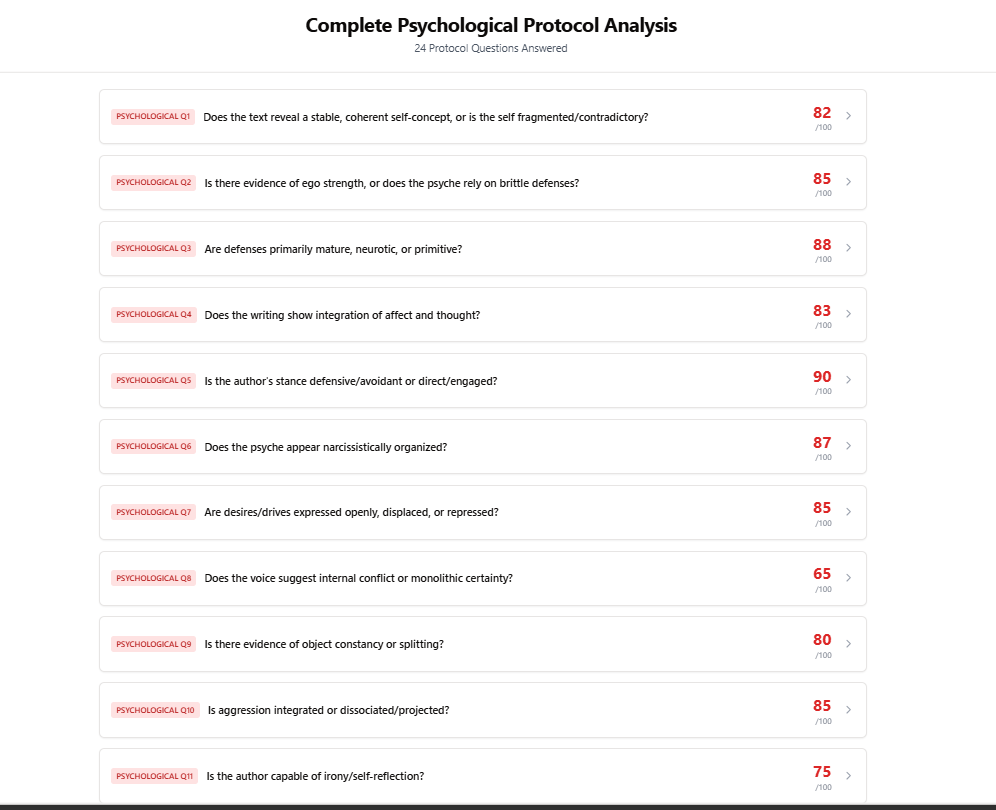 Complete Psychological Protocol Analysis
24 Protocol Questions Answered
PSYCHOLOGICAL Q1 Does the text reveal a stable, coherent self-concept, or is the self fragmented/contradictory? 82
/100
PSYCHOLOGICAL Q2 Is there evidence of ego strength, or does the psyche rely on brittle defenses? 85
/100
PSYCHOLOGICAL Q3 Are defenses primarily mature, neurotic, or primitive? 88
/100
PSYCHOLOGICAL Q4 Does the writing show integration of affect and thought? 83
/100
PSYCHOLOGICAL Q5 Is the author's stance defensive/avoidant or direct/engaged? 90
/100
PSYCHOLOGICAL Q6 Does the psyche appear narcissistically organized? 87
/100
PSYCHOLOGICAL Q7 Are desires/drives expressed openly, displaced, or repressed? 85
/100
PSYCHOLOGICAL Q8 Does the voice suggest internal conflict or monolithic certainty? 65
/100
PSYCHOLOGICAL Q9 Is there evidence of object constancy or splitting? 80
/100
PSYCHOLOGICAL Q10 Is aggression integrated or dissociated/projected? 85
/100
PSYCHOLOGICAL Q11 Is the author capable of irony/self-reflection? 75
/100